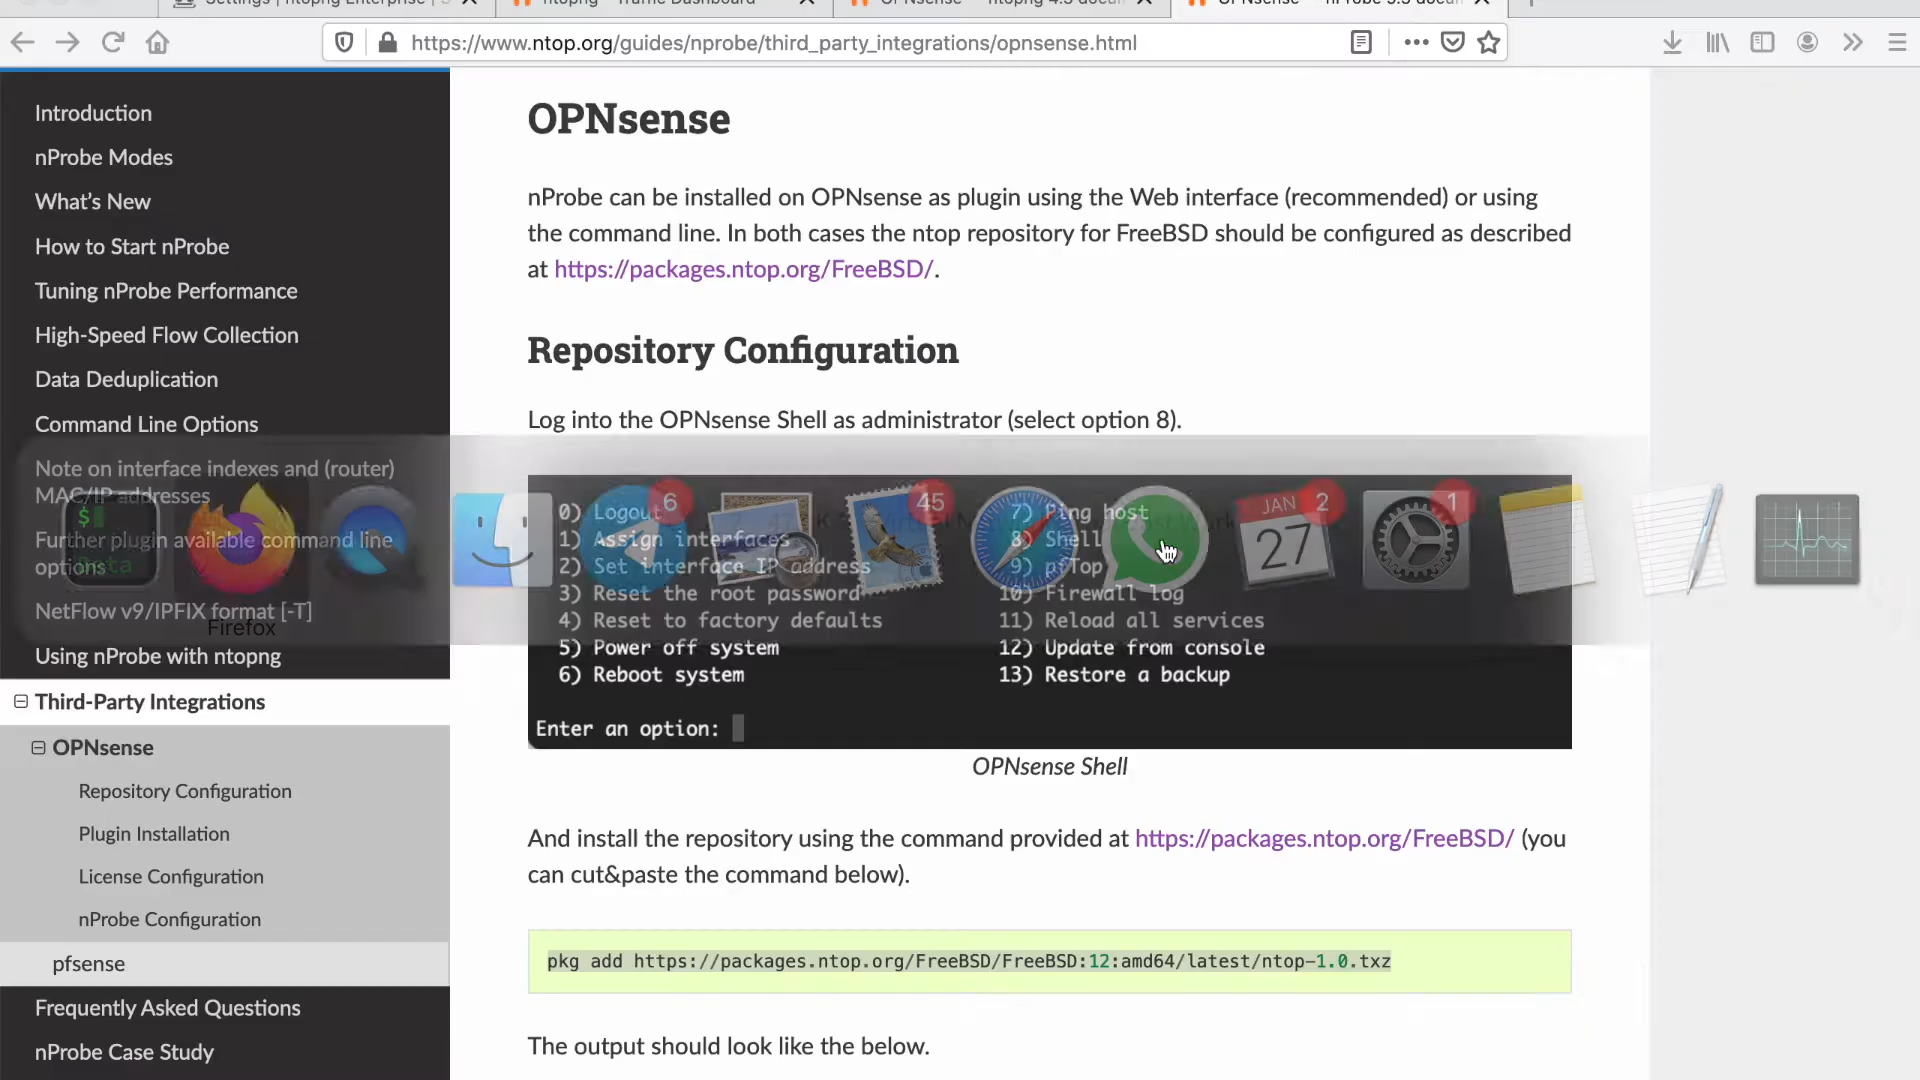 https://www.ntop.org/guides/nprobe/third_party_integrations/opnsense.html
Introduction
nProbe Modes
What's New
How to Start nProbe
Tuning nProbe Performance
High-Speed Flow Collection
Data Deduplication
Command Line Options
Note on interface indexes and (router)
MAC/IP addresses
Further plugin available command line
options
NetFlow v9/IPFIX format [-T]
Firefox
Using nProbe with ntopng
Third-Party Integrations
OPNsense
Repository Configuration
Plugin Installation
License Configuration
nProbe Configuration
pfsense
Frequently Asked Questions
nProbe Case Study
OPNsense
nProbe can be installed on OPNsense as plugin using the Web interface (recommended) or using
the command line. In both cases the ntop repository for FreeBSD should be configured as described
at https://packages.ntop.org/FreeBSD/.
Repository Configuration
Log into the OPNsense Shell as administrator (select option 8).
0) Logout 7) Ping host
1) Assign interfaces 8) Shell
2) Set interface IP address 9) pfTop
3) Reset the root password 10) Firewall log
4) Reset to factory defaults 11) Reload all services
5) Power off system 12) Update from console
6) Reboot system 13) Restore a backup
Enter an option:
6
45
JAN
27
2
1
OPNsense Shell
And install the repository using the command provided at https://packages.ntop.org/FreeBSD/ (you
can cut&paste the command below).
pkg add https://packages.ntop.org/FreeBSD/FreeBSD:12:amd64/latest/ntop-1.0.txz
The output should look like the below.